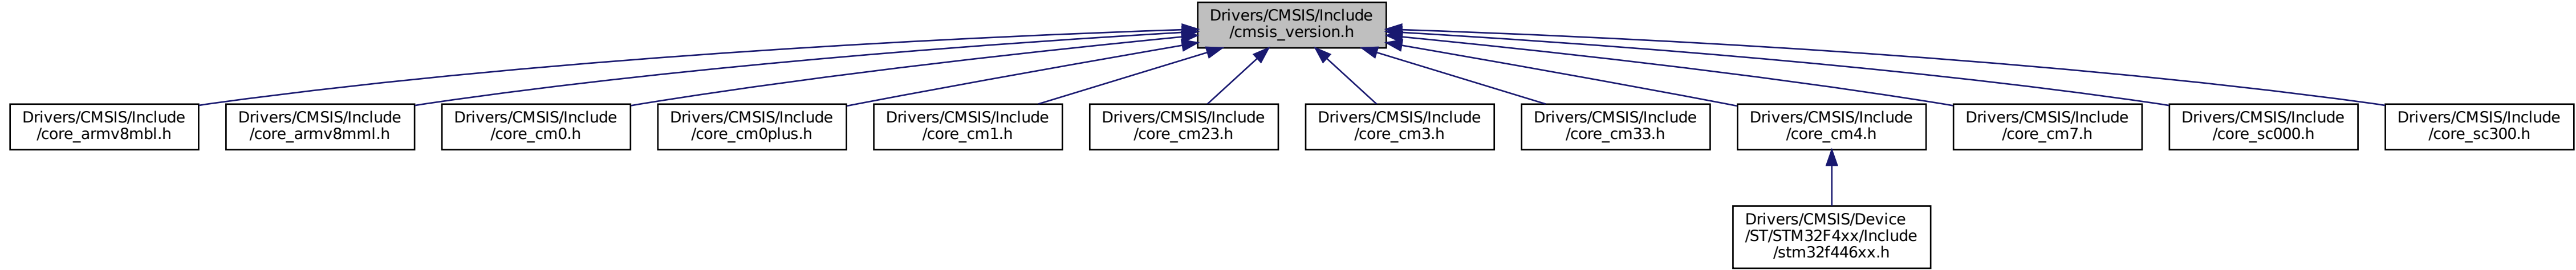 Drivers/CMSIS/Include
/cmsis_version.h
Drivers/CMSIS/Include
/core_armv8mbl.h
Drivers/CMSIS/Include
/core_armv8mml.h
Drivers/CMSIS/Include
/core_cm0.h
Drivers/CMSIS/Include
/core_cm0plus.h
Drivers/CMSIS/Include
/core_cm1.h
Drivers/CMSIS/Include
/core_cm23.h
Drivers/CMSIS/Include
/core_cm3.h
Drivers/CMSIS/Include
/core_cm33.h
Drivers/CMSIS/Include
/core_cm4.h
Drivers/CMSIS/Include
/core_cm7.h
Drivers/CMSIS/Include
/core_sc000.h
Drivers/CMSIS/Include
/core_sc300.h
Drivers/CMSIS/Device
/ST/STM32F4xx/Include
/stm32f446xx.h